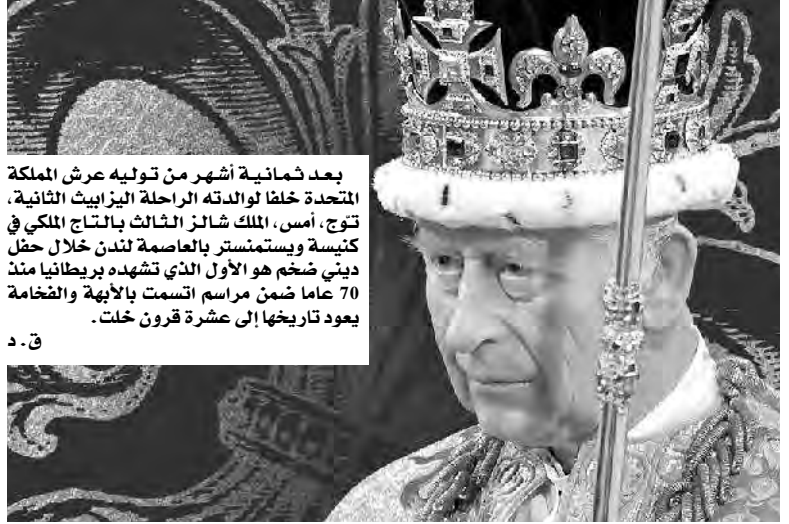 بعد ثمانية أشهر من توليه عرش المملكة
المتحدة خلفا لوالدته الراحلة اليزابيث الثانية،
تـوّج، أمس، الملك شالز الثالث بالتاج الملكي في
كنيسة ويستمنستر بالعاصمة لندن خلال حفل
ديني ضخم هو الأول الذي تشهده بريطانيا منذ
70 عاما ضمن مراسم اتسمت بالأبهة والفخامة
يعود تاريخها إلى عشرة قرون خلت.
ق. د